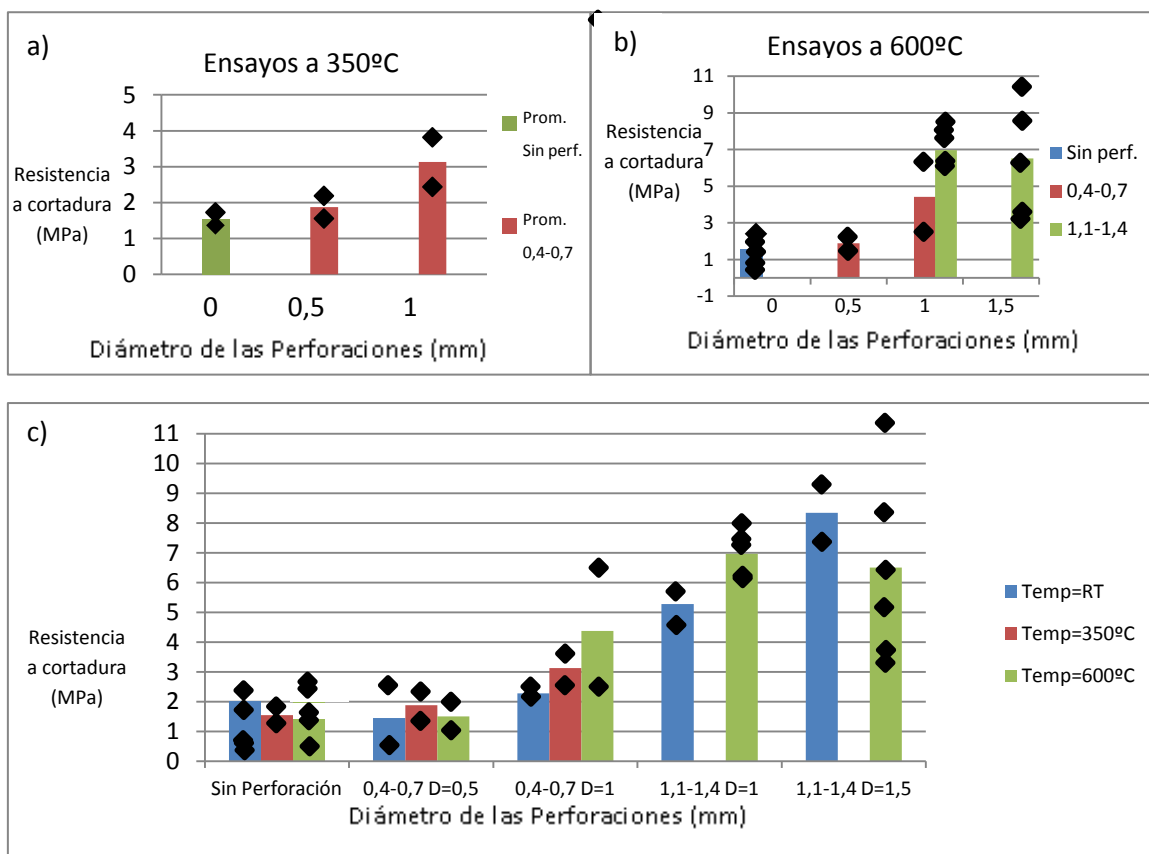 a)
Ensayos a 350ºC
5
4
3
2
1
0
Resistencia
a cortadura
(MPa)
0 0,5 1
Diámetro de las Perforaciones (mm)
Prom.
Sin perf.
Prom.
0,4-0,7
b)
Ensayos a 600ºC
11
9
7
5
3
1
-1
Resistencia
a cortadura
(MPa)
0 0,5 1 1,5
Diámetro de las Perforaciones (mm)
Sin perf.
0,4-0,7
1,1-1,4
c)
11
10
9
8
7
6
5
4
3
2
1
0
Resistencia
a cortadura
(MPa)
Sin Perforación 0,4-0,7 D=0,5 0,4-0,7 D=1 1,1-1,4 D=1 1,1-1,4 D=1,5
Diámetro de las Perforaciones (mm)
Temp=RT
Temp=350ºC
Temp=600ºC